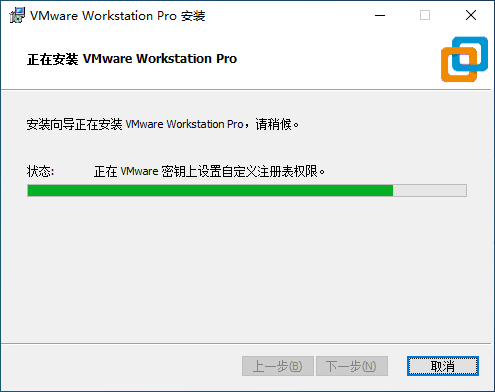 VMware Workstation Pro 安装
正在安装 VMware Workstation Pro
安装向导正在安装 VMware Workstation Pro，请稍候。
状态: 正在 VMware 密钥上设置自定义注册表权限。
上一步(B) 下一步(N) 取消